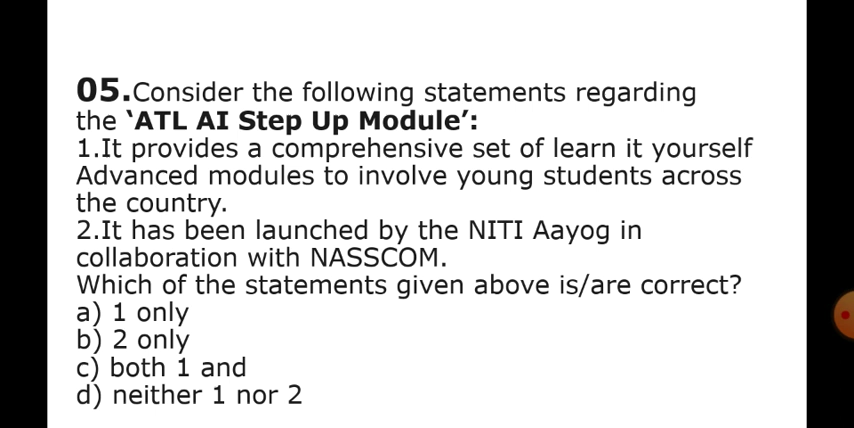 05.Consider the following statements regarding
the ‘ATL AI Step Up Module’:
1.It provides a comprehensive set of learn it yourself
Advanced modules to involve young students across
the country.
2.It has been launched by the NITI Aayog in
collaboration with NASSCOM.
Which of the statements given above is/are correct?
a) 1 only
b) 2 only
c) both 1 and
d) neither 1 nor 2